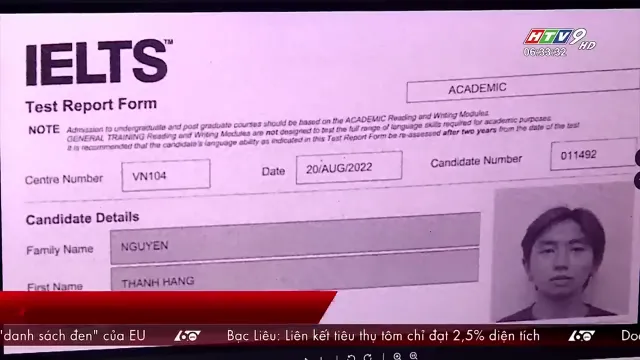 HTV9 HD
06:33:32
IELTS™
ACADEMIC
Test Report Form
NOTE Admission to undergraduate and post graduate courses should be based on the ACADEMIC Reading and Writing Modules.
GENERAL TRAINING Reading and Writing Modules are not designed to test the full range of language skills required for academic purposes.
It is recommended that the candidate's language ability as indicated in this Test Report Form be re-assessed after two years from the date of the test.
Centre Number VN104 Date 20/AUG/2022 Candidate Number 011492
Candidate Details
Family Name NGUYEN
First Name THANH HANG
"danh sách đen" của EU 60 Bạc Liêu: Liên kết tiêu thụ tôm chỉ đạt 2,5% diện tích 60